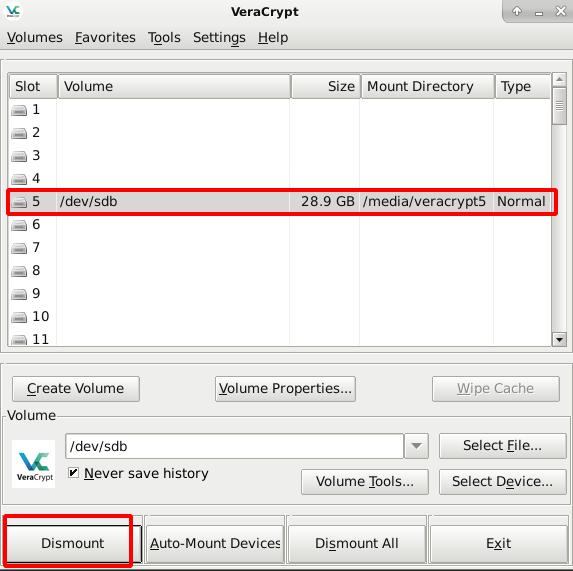 VeraCrypt
Volumes Favorites Tools Settings Help
Slot Volume Size Mount Directory Type
1
2
3
4
5 /dev/sdb 28.9 GB /media/veracrypt5 Normal
6
7
8
9
10
11
Create Volume Volume Properties... Wipe Cache
Volume
VeraCrypt
/dev/sdb Select File...
Never save history
Volume Tools... Select Device...
Dismount Auto-Mount Devices Dismount All Exit